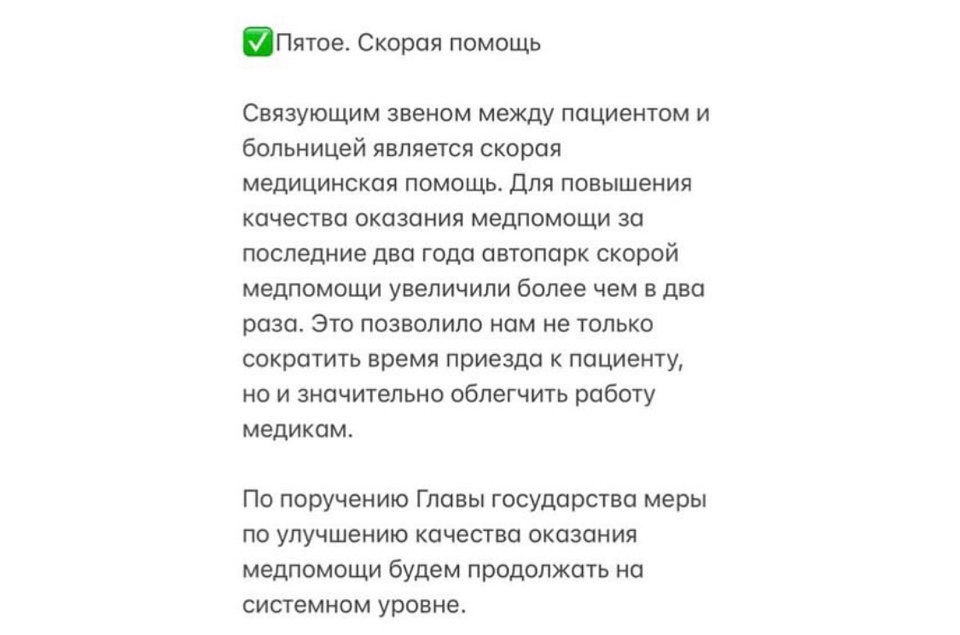 ✅Пятое. Скорая помощь
Связующим звеном между пациентом и
больницей является скорая
медицинская помощь. Для повышения
качества оказания медпомощи за
последние два года автопарк скорой
медпомощи увеличили более чем в два
раза. Это позволило нам не только
сократить время приезда к пациенту,
но и значительно облегчить работу
медикам.
По поручению Главы государства меры
по улучшению качества оказания
медпомощи будем продолжать на
системном уровне.